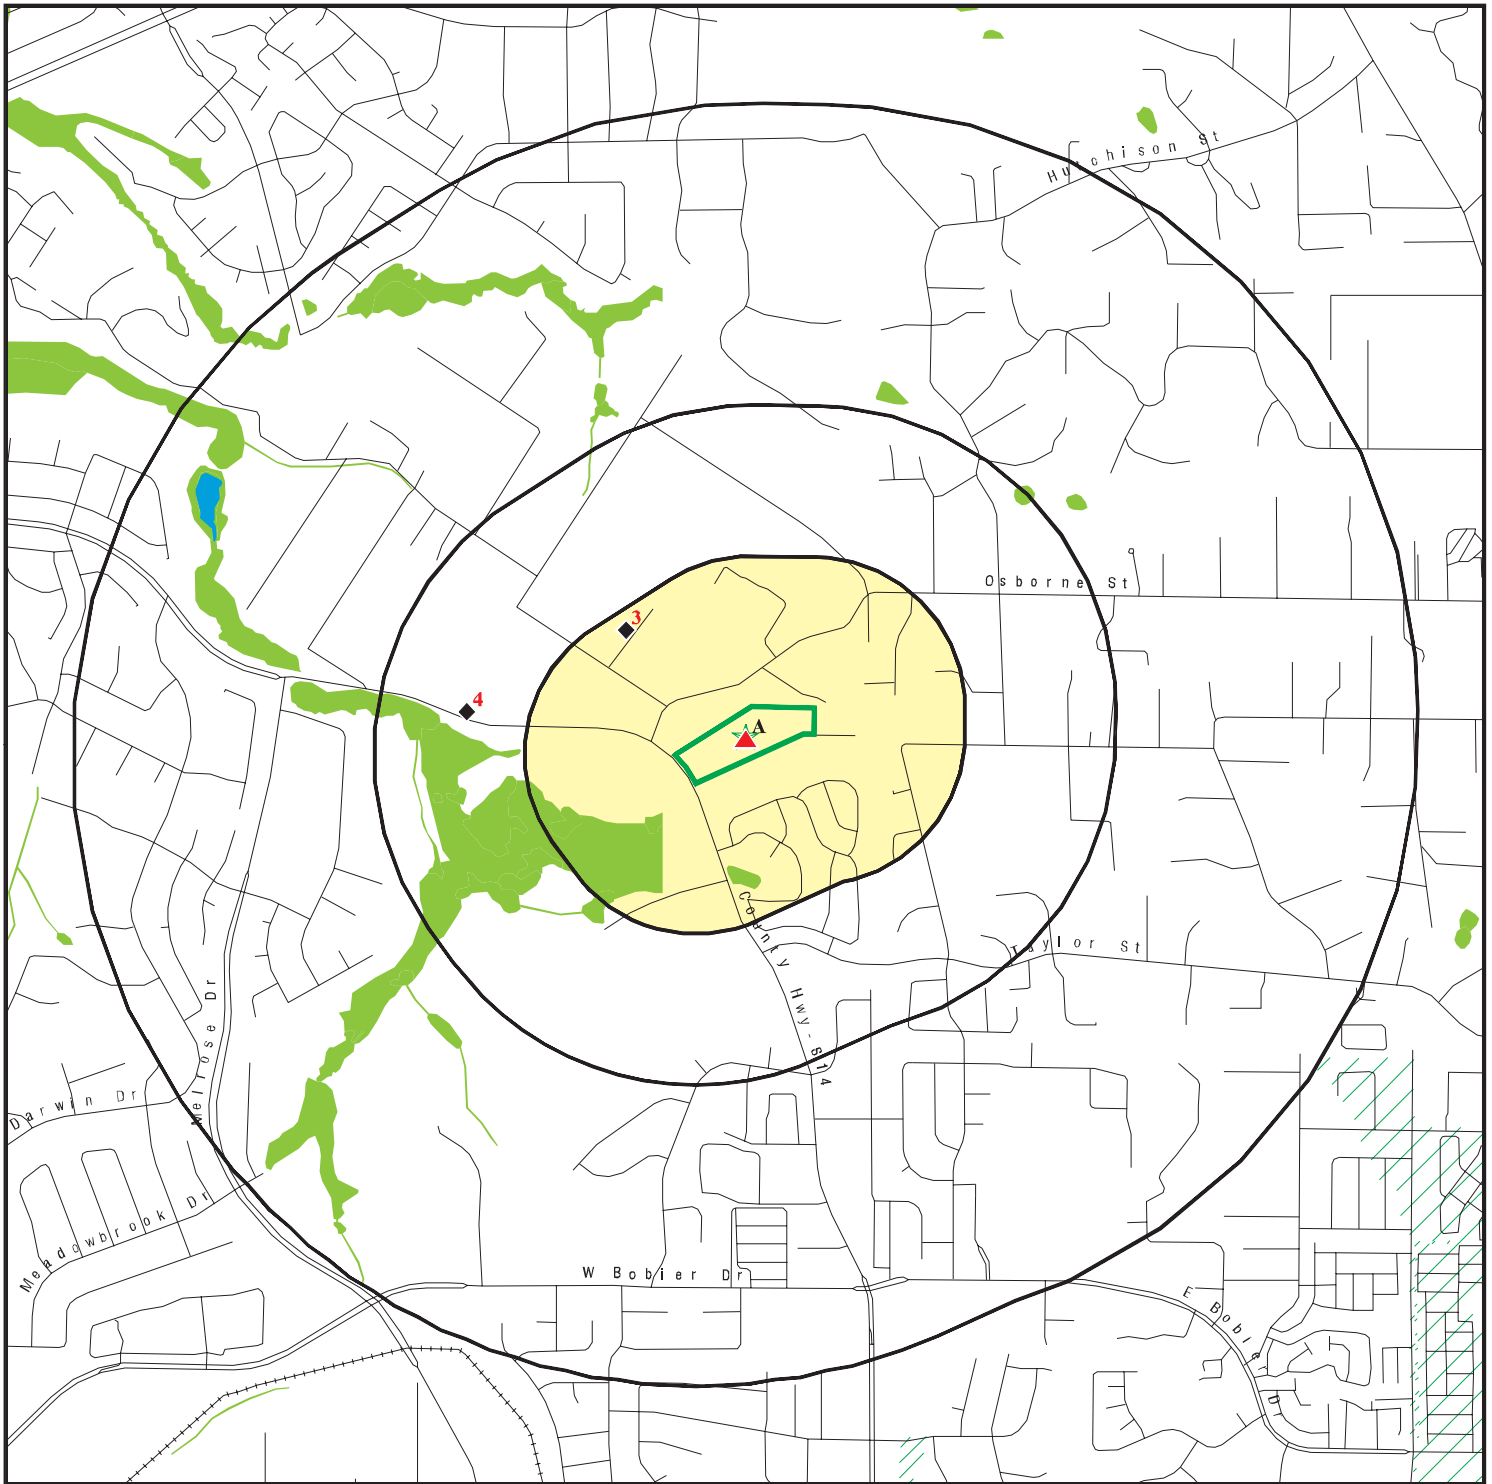 Hutchison St
Osborne St
3
4
A
County Hwy-814
Taylor St
Melrose Dr
Darwin Dr
Meadowbrook Dr
W Bobier Dr
E Bobier Dr